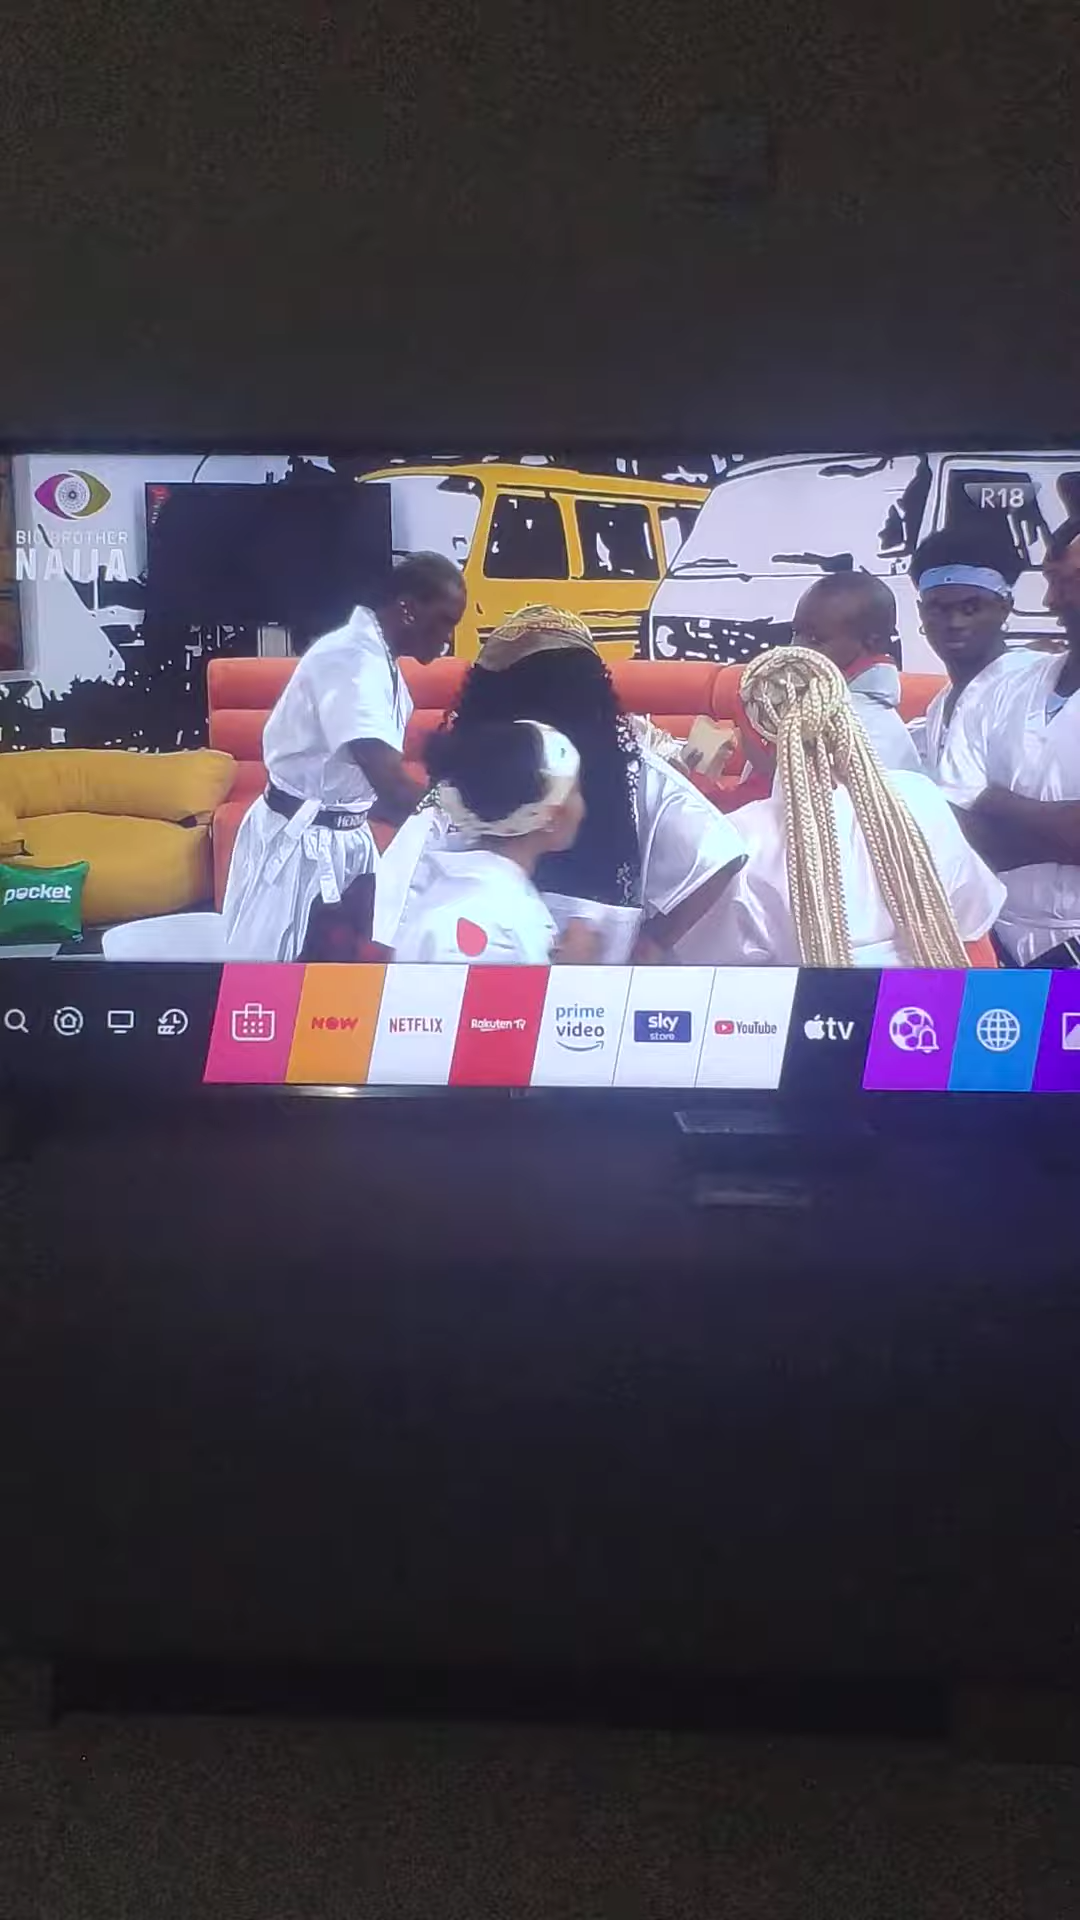 BIG BROTHER
NAIJA
R18
pocket
NOW
NETFLIX
Rakuten TV
prime
video
sky
store
YouTube
tv